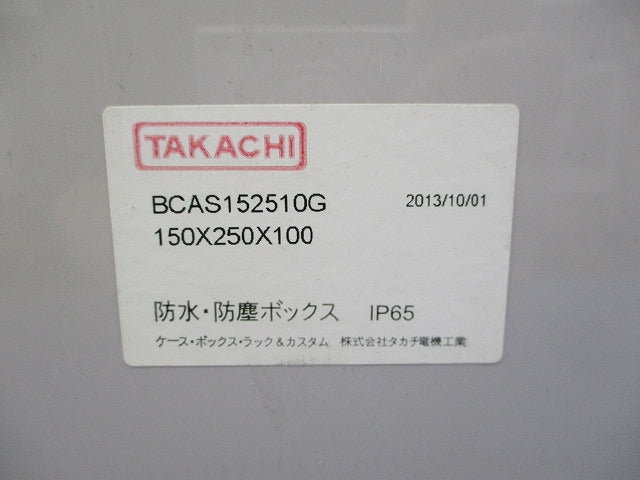 TAKACHI
BCAS152510G 2013/10/01
150X250X100
防水・防塵ボックス IP65
ケース・ボックス・ラック&カスタム 株式会社タカチ電機工業